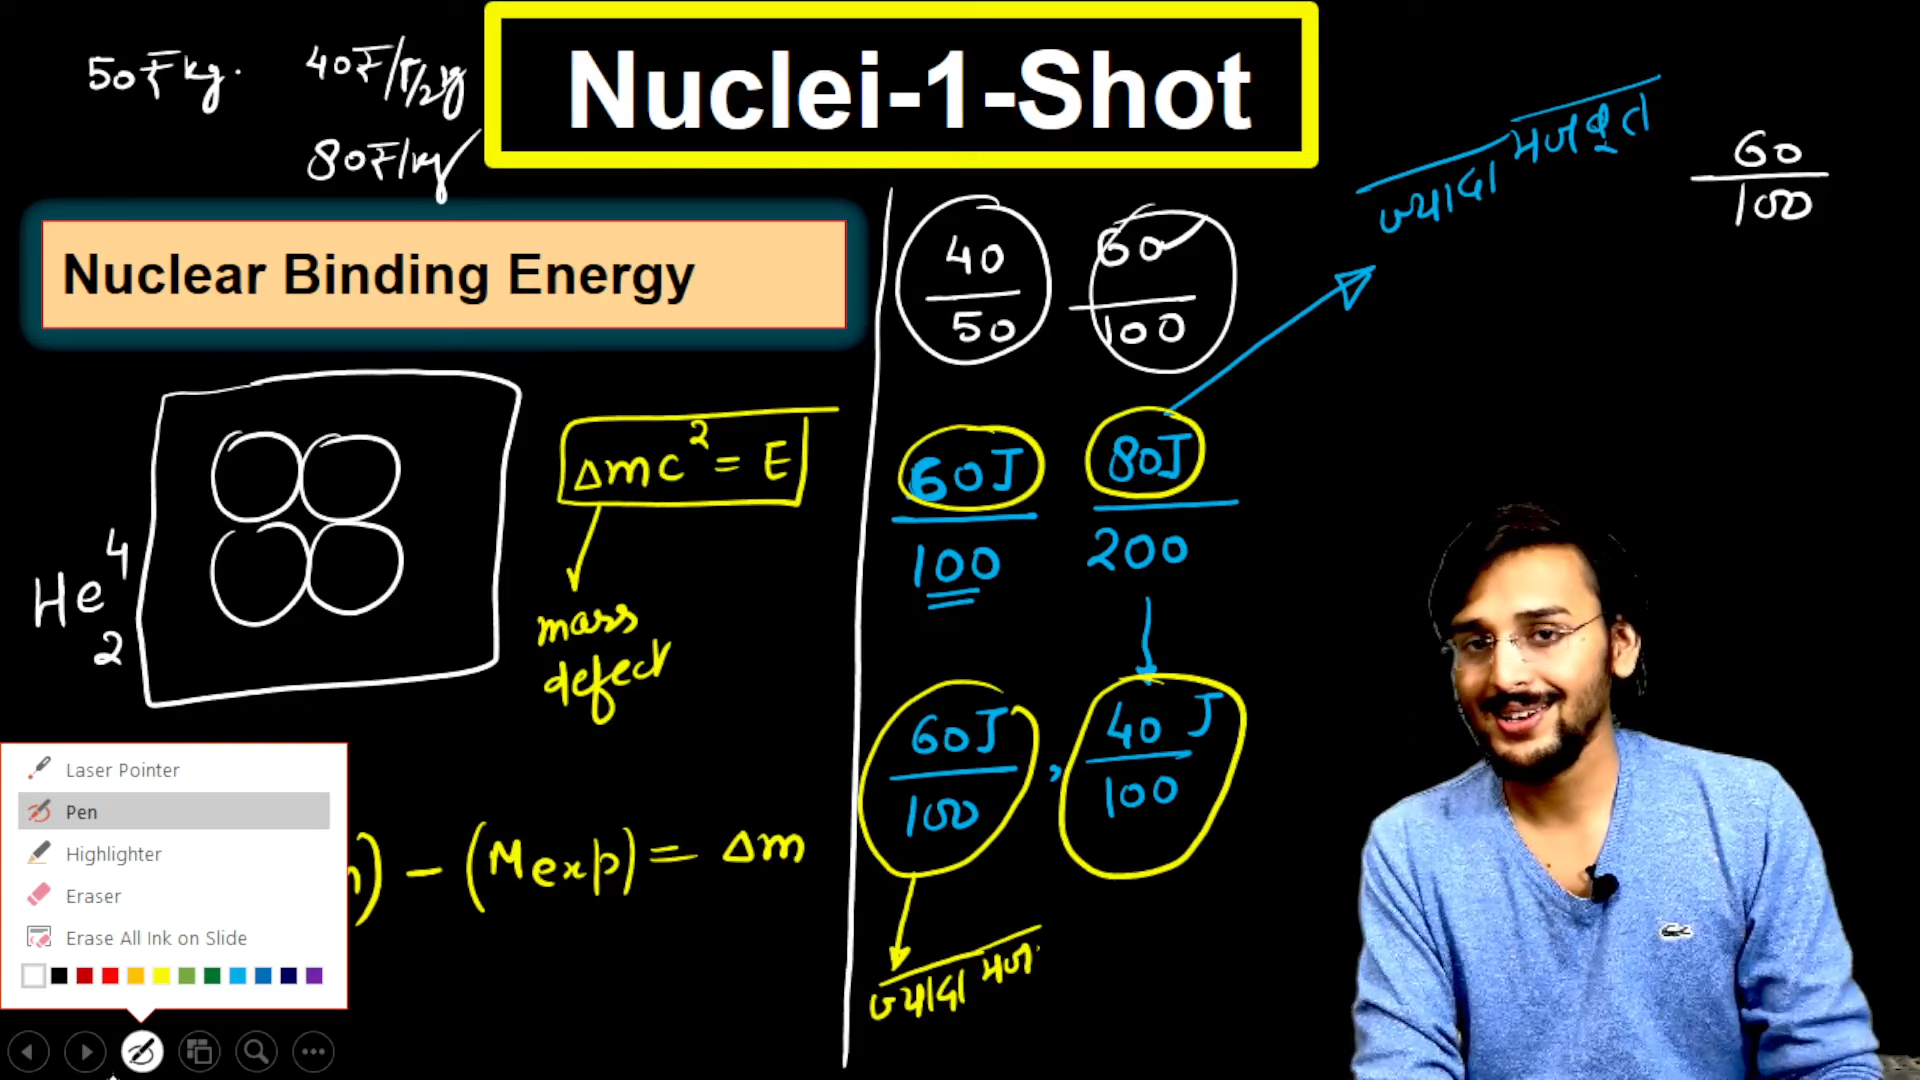 Nuclei-1-Shot
50₹ kg.
40₹/1/2kg
80₹/kg
Nuclear Binding Energy
He 4 2
Δmc² = E
mass
defect
) - (Mexp) = Δm
40
50
60
100
60J
100
80J
200
60J
100
,
40 J
100
ज्यादा मज
ज्यादा मजबूत
60
100
Laser Pointer
Pen
Highlighter
Eraser
Erase All Ink on Slide